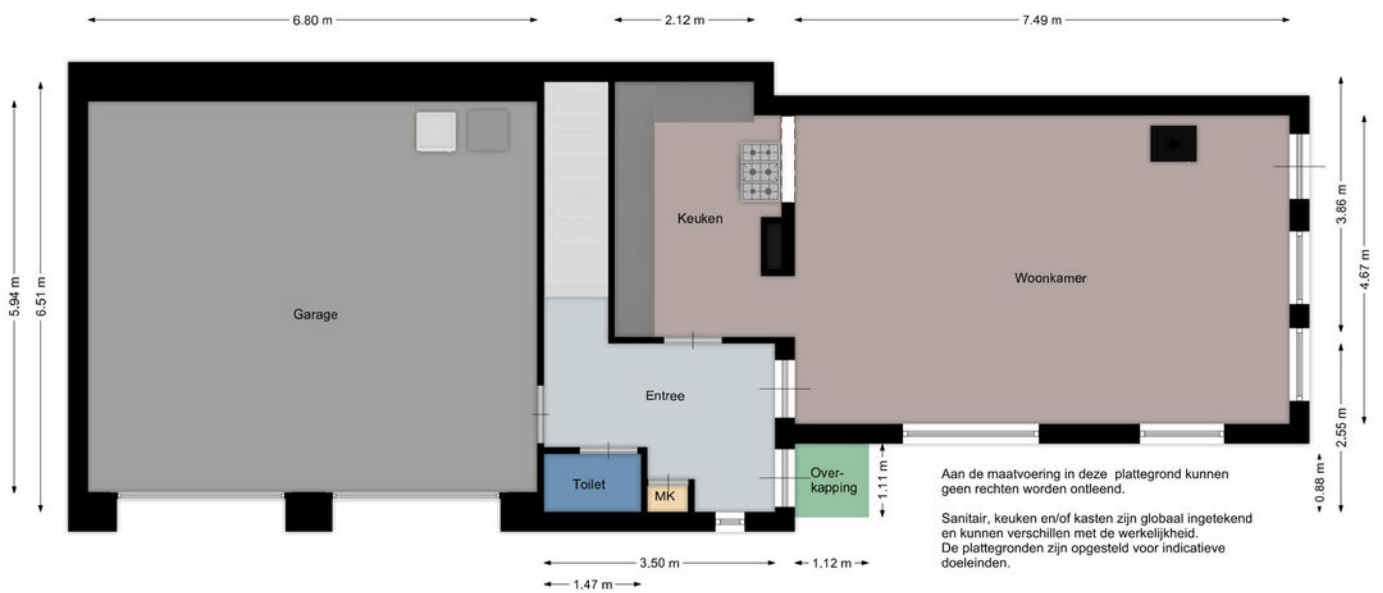 6.80 m
2.12 m
7.49 m
5.94 m
6.51 m
Garage
Keuken
Woonkamer
Entree
Toilet
MK
Over-
kapping
1.11 m
3.86 m
4.67 m
2.55 m
0.88 m
3.50 m
1.12 m
1.47 m
Aan de maatvoering in deze plattegrond kunnen
geen rechten worden ontleend.
Sanitair, keuken en/of kasten zijn globaal ingetekend
en kunnen verschillen met de werkelijkheid.
De plattegronden zijn opgesteld voor indicatieve
doeleinden.